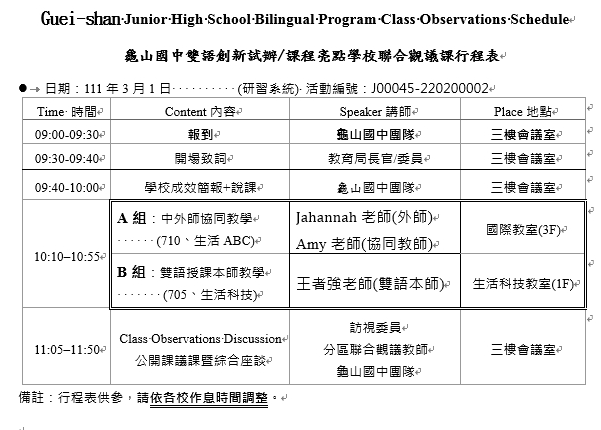 Guei-shan Junior High School Bilingual Program Class Observations Schedule
龜山國中雙語創新試辦/課程亮點學校聯合觀議課行程表
日期：111 年 3 月 1 日 (研習系統) 活動編號：J00045-220200002
Time 時間 Content 內容 Speaker 講師 Place 地點
09:00-09:30 報到 龜山國中團隊 三樓會議室
09:30-09:40 開場致詞 教育局長官/委員 三樓會議室
09:40-10:00 學校成效簡報+說課 龜山國中團隊 三樓會議室
10:10–10:55
A 組：中外師協同教學
(710、生活 ABC)
Jahannah 老師(外師)
Amy 老師(協同教師)
國際教室(3F)
B 組：雙語授課本師教學
(705、生活科技)
王者強老師(雙語本師)
生活科技教室(1F)
11:05–11:50
Class Observations Discussion
公開課議課暨綜合座談
訪視委員
分區聯合觀議教師
龜山國中團隊
三樓會議室
備註：行程表供參，請依各校作息時間調整。